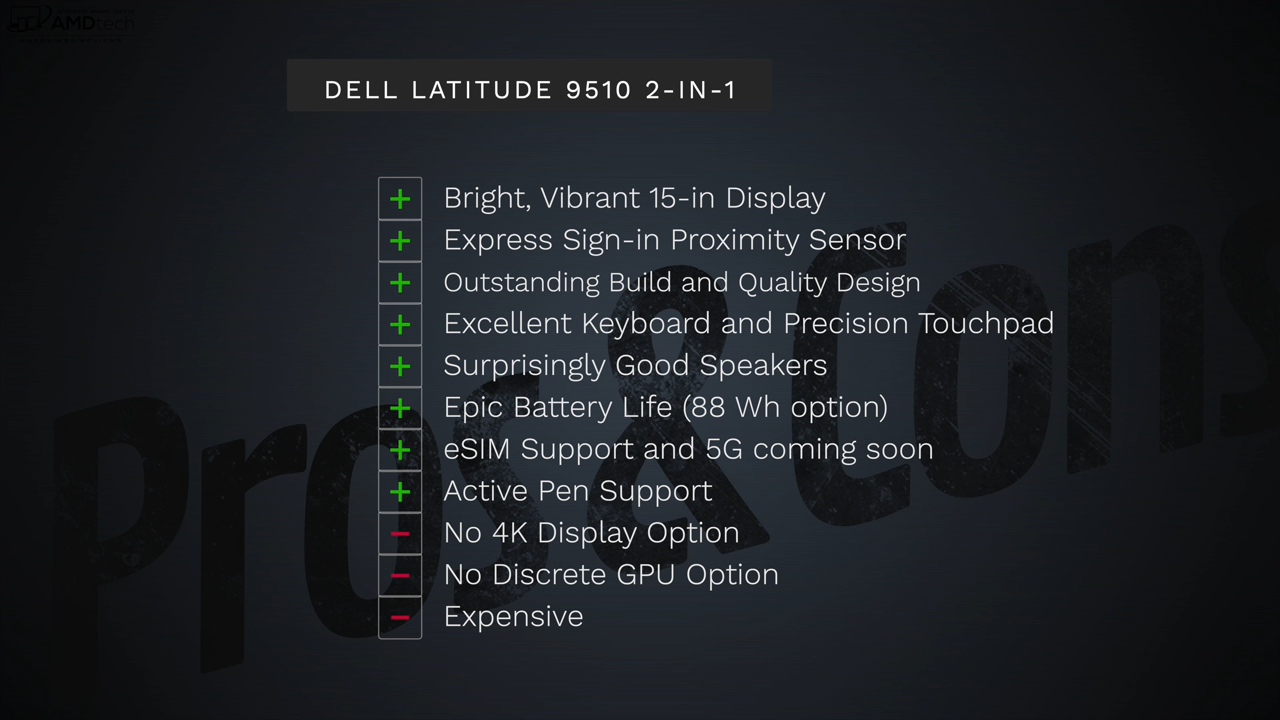 AMDtech
DELL LATITUDE 9510 2-IN-1
+ Bright, Vibrant 15-in Display
+ Express Sign-in Proximity Sensor
+ Outstanding Build and Quality Design
+ Excellent Keyboard and Precision Touchpad
+ Surprisingly Good Speakers
+ Epic Battery Life (88 Wh option)
+ eSIM Support and 5G coming soon
+ Active Pen Support
- No 4K Display Option
- No Discrete GPU Option
- Expensive
Pros & Cons